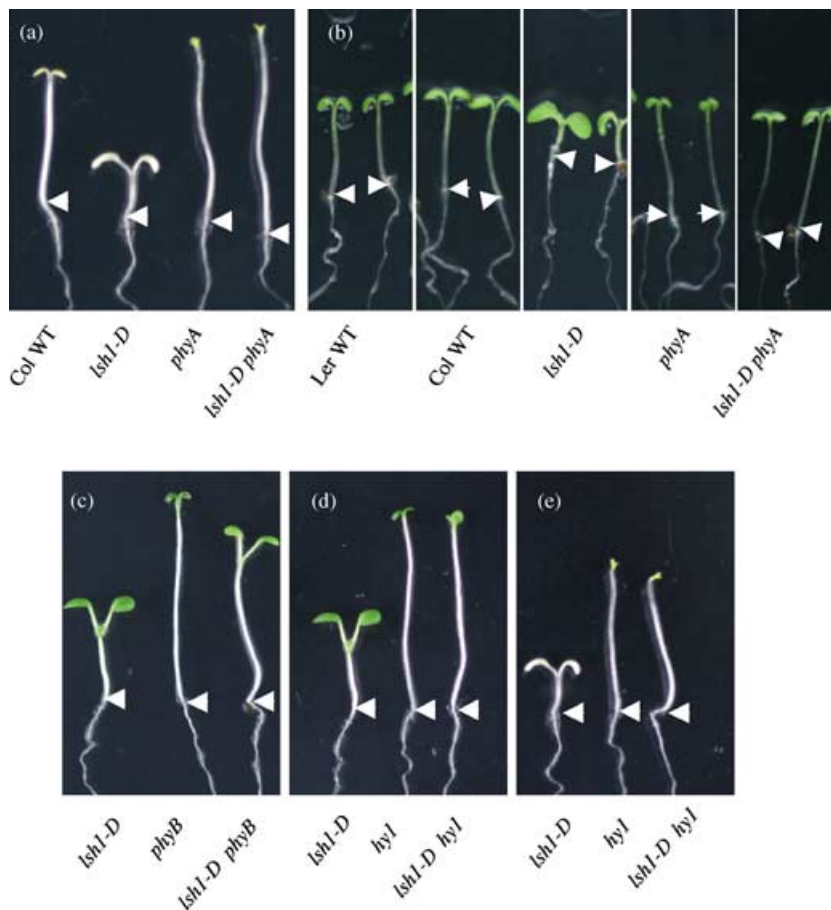 (a)
(b)
Col WT
lsh1-D
phyA
lsh1-D phyA
Ler WT
Col WT
lsh1-D
phyA
lsh1-D phyA
(c)
(d)
(e)
lsh1-D
phyB
lsh1-D phyB
lsh1-D
hy1
lsh1-D hy1
lsh1-D
hy1
lsh1-D hy1